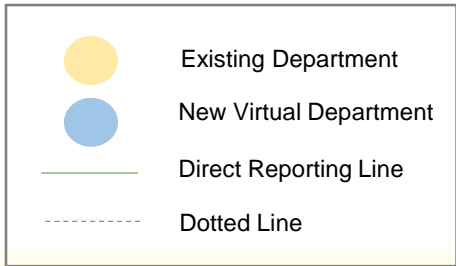 Existing Department
New Virtual Department
Direct Reporting Line
Dotted Line